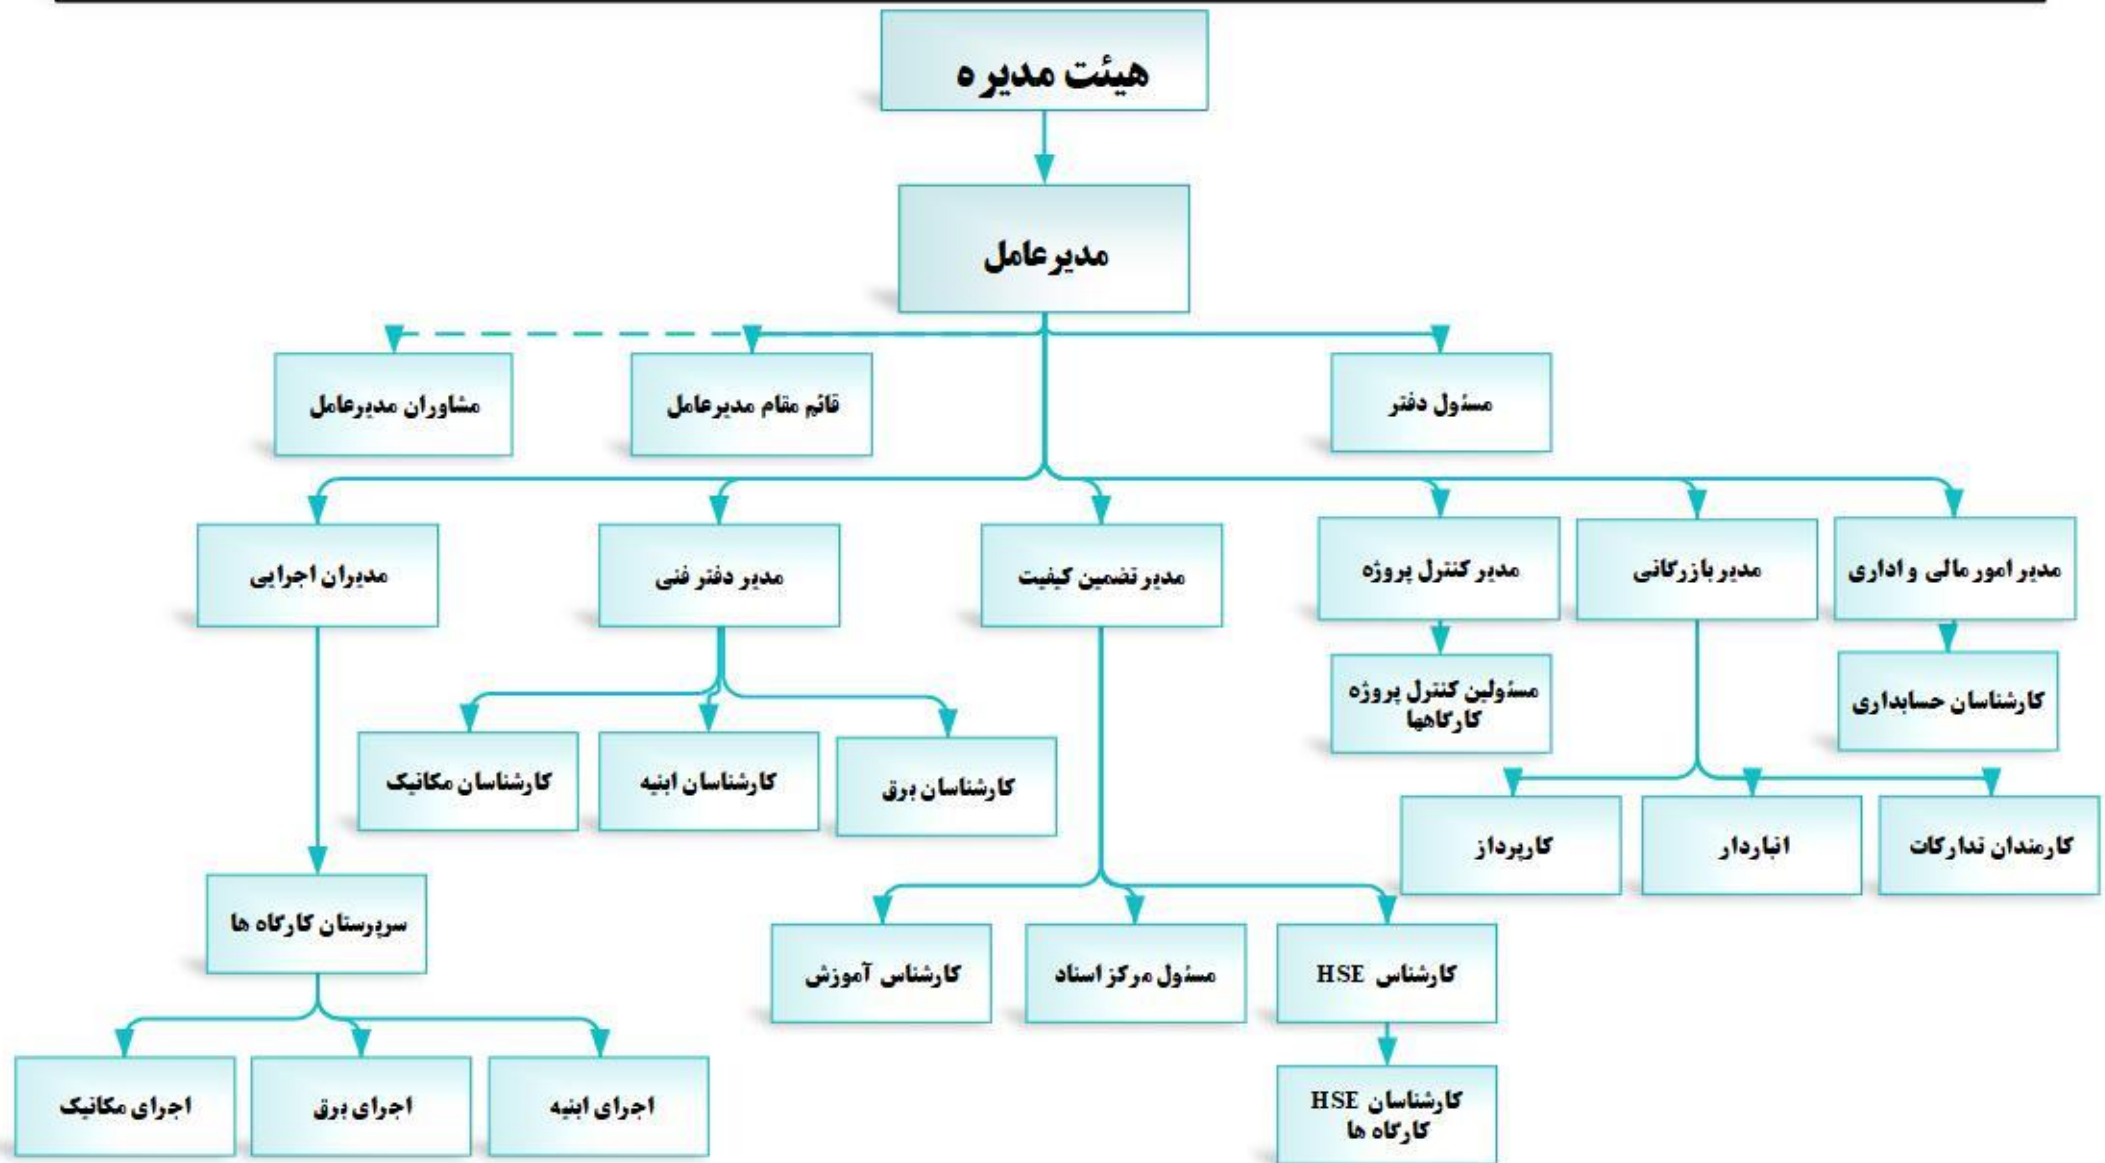 هیئت مدیره
مدیرعامل
مسئول دفتر
قائم مقام مدیرعامل
مشاوران مدیرعامل
مدیر امور مالی و اداری
مدیر بازرگانی
مدیر کنترل پروژه
مدیر تضمین کیفیت
مدیر دفتر فنی
مدیران اجرایی
کارشناسان حسابداری
مسئولین کنترل پروژه
کارگاهها
کارشناسان برق
کارشناسان ابنیه
کارشناسان مکانیک
کارمندان تدارکات
انباردار
کارپرداز
سرپرستان کارگاه ها
کارشناس HSE
مسئول مرکز اسناد
کارشناس آموزش
کارشناسان HSE
کارگاه ها
اجرای ابنیه
اجرای برق
اجرای مکانیک